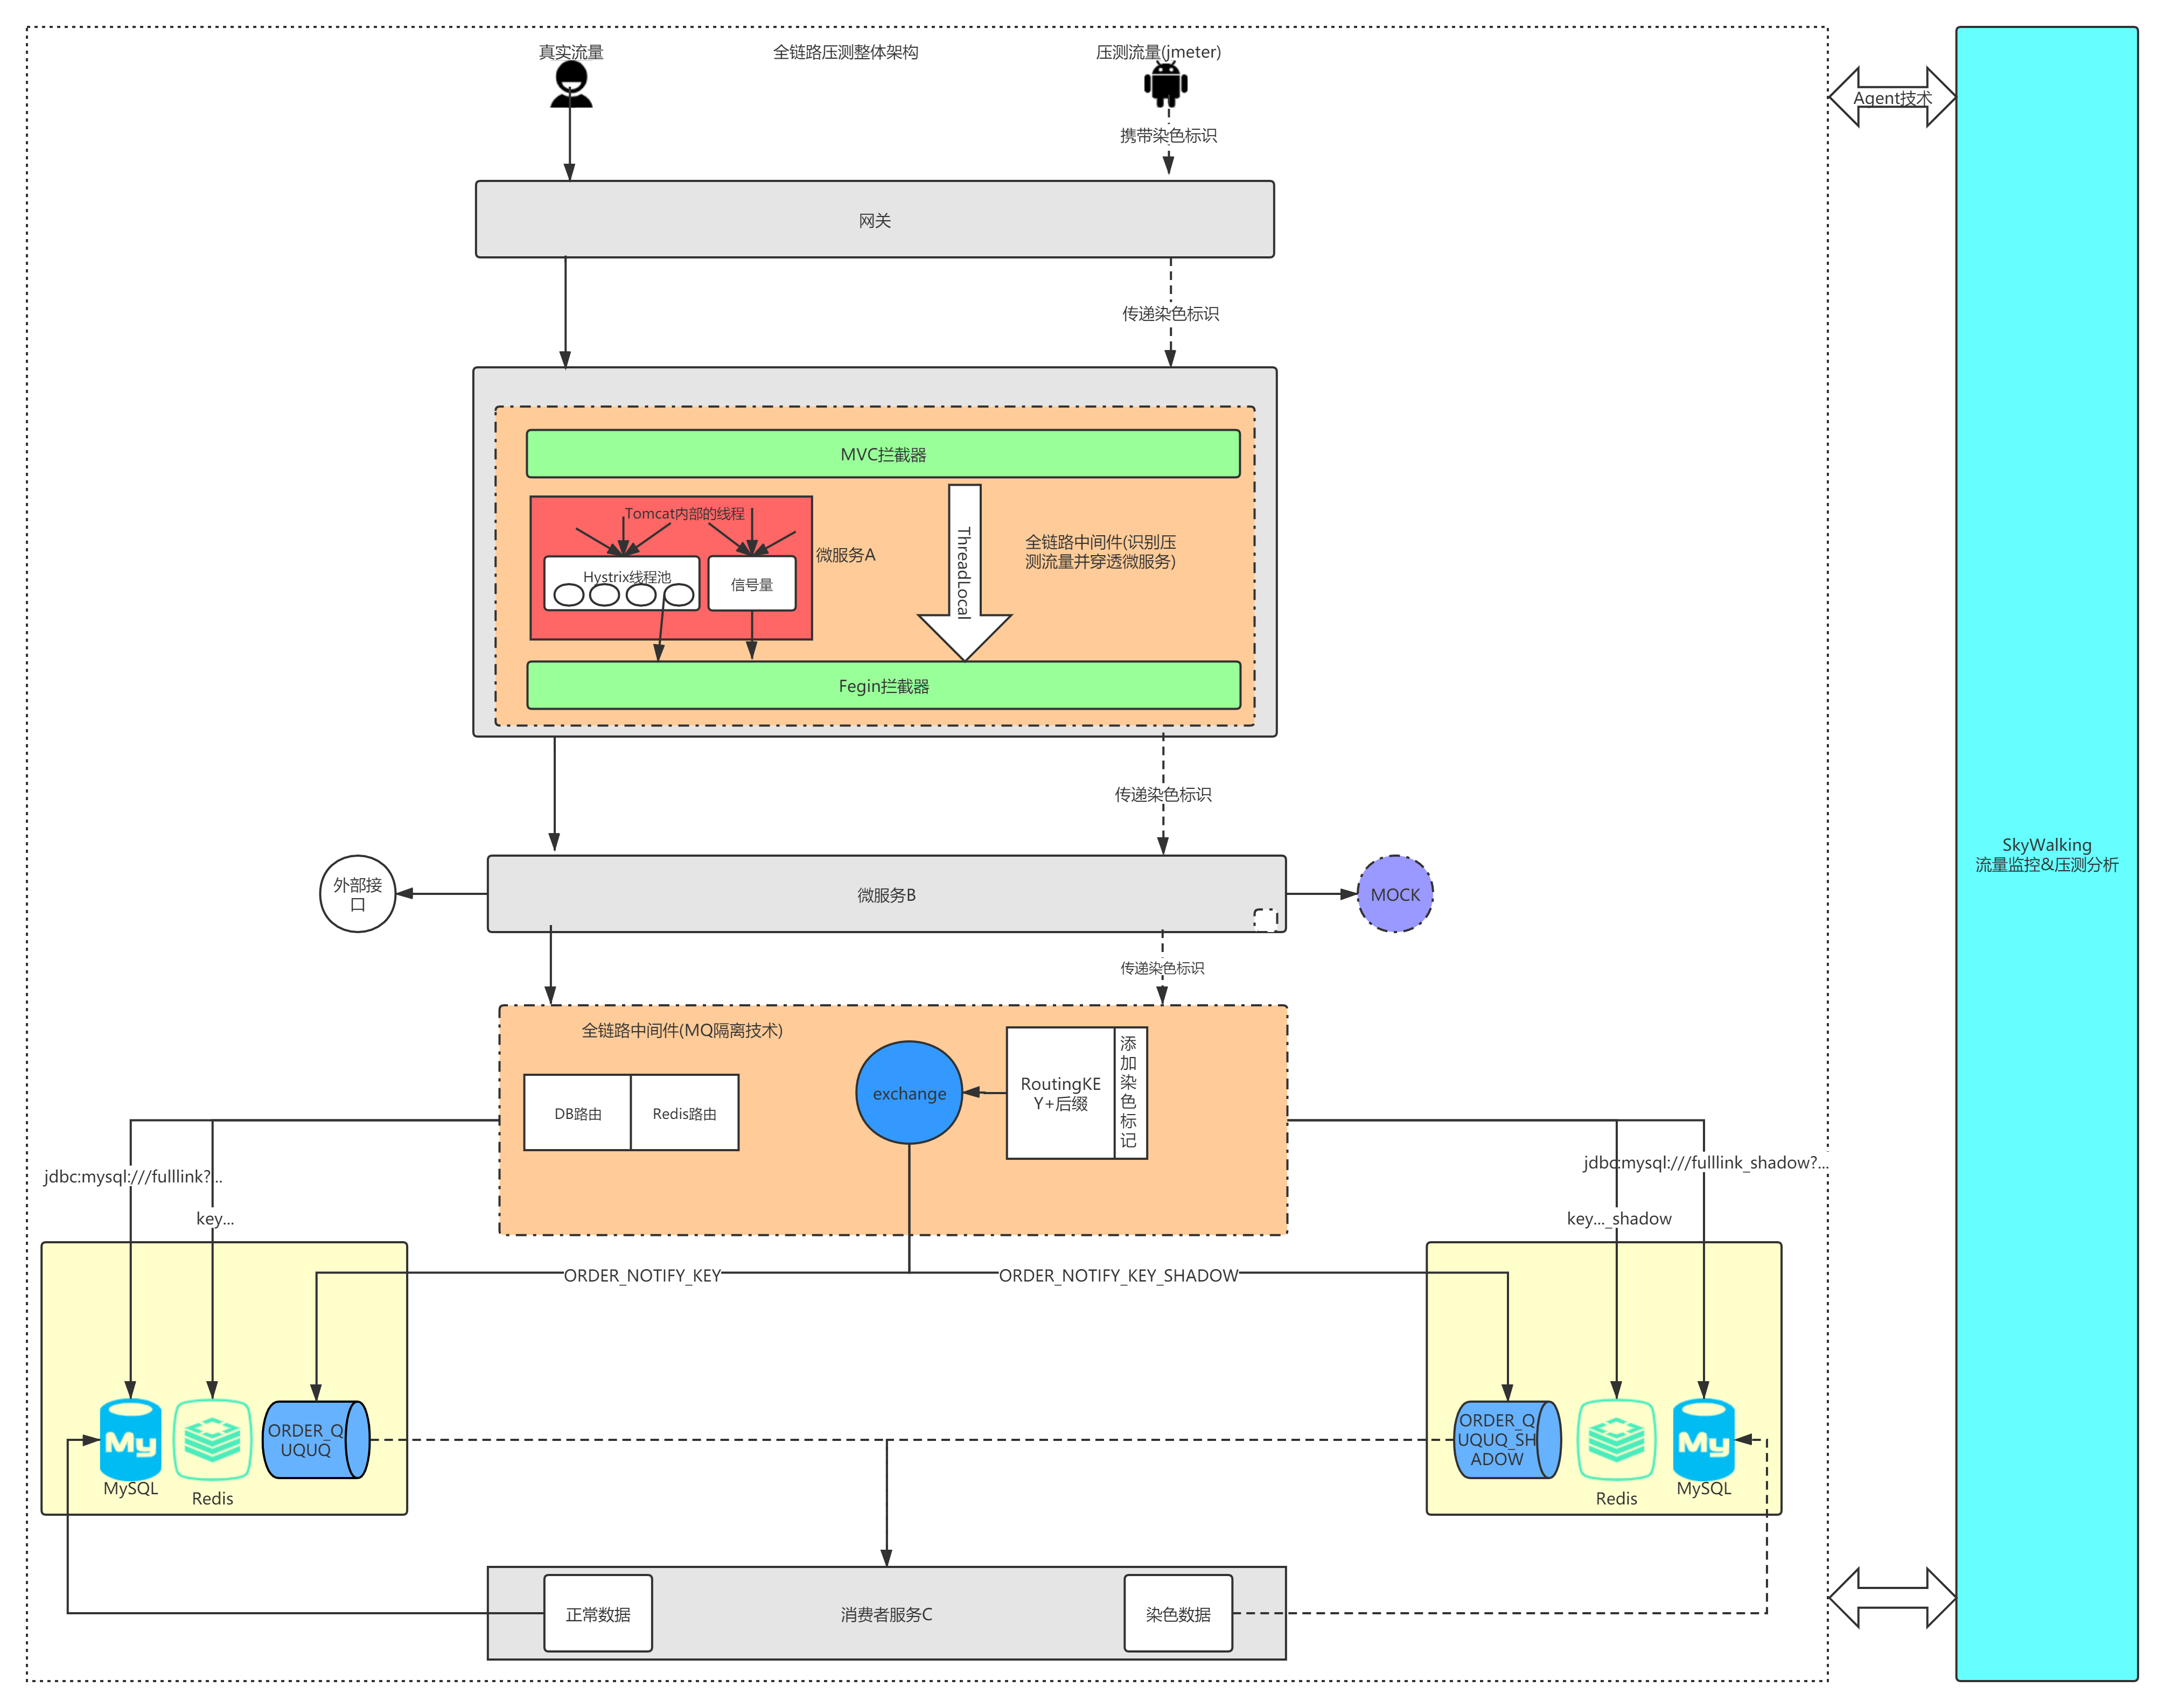 真实流量
全链路压测整体架构
压测流量(jmeter)
Agent技术
携带染色标识
网关
传递染色标识
MVC拦截器
Tomcat内部的线程
Hystrix线程池
信号量
微服务A
ThreadLocal
全链路中间件(识别压
测流量并穿透微服务)
Fegin拦截器
传递染色标识
SkyWalking
流量监控&压测分析
外部接
口
微服务B
MOCK
传递染色标识
全链路中间件(MQ隔离技术)
DB路由
Redis路由
exchange
RoutingKE
Y+后缀
添
加
染
色
标
记
jdbc:mysql:///fulllink?...
key...
jdbc:mysql:///fulllink_shadow?...
key..._shadow
ORDER_NOTIFY_KEY
ORDER_NOTIFY_KEY_SHADOW
My
MySQL
Redis
ORDER_Q
UQUQ
ORDER_Q
UQUQ_SH
ADOW
Redis
My
MySQL
正常数据
消费者服务C
染色数据